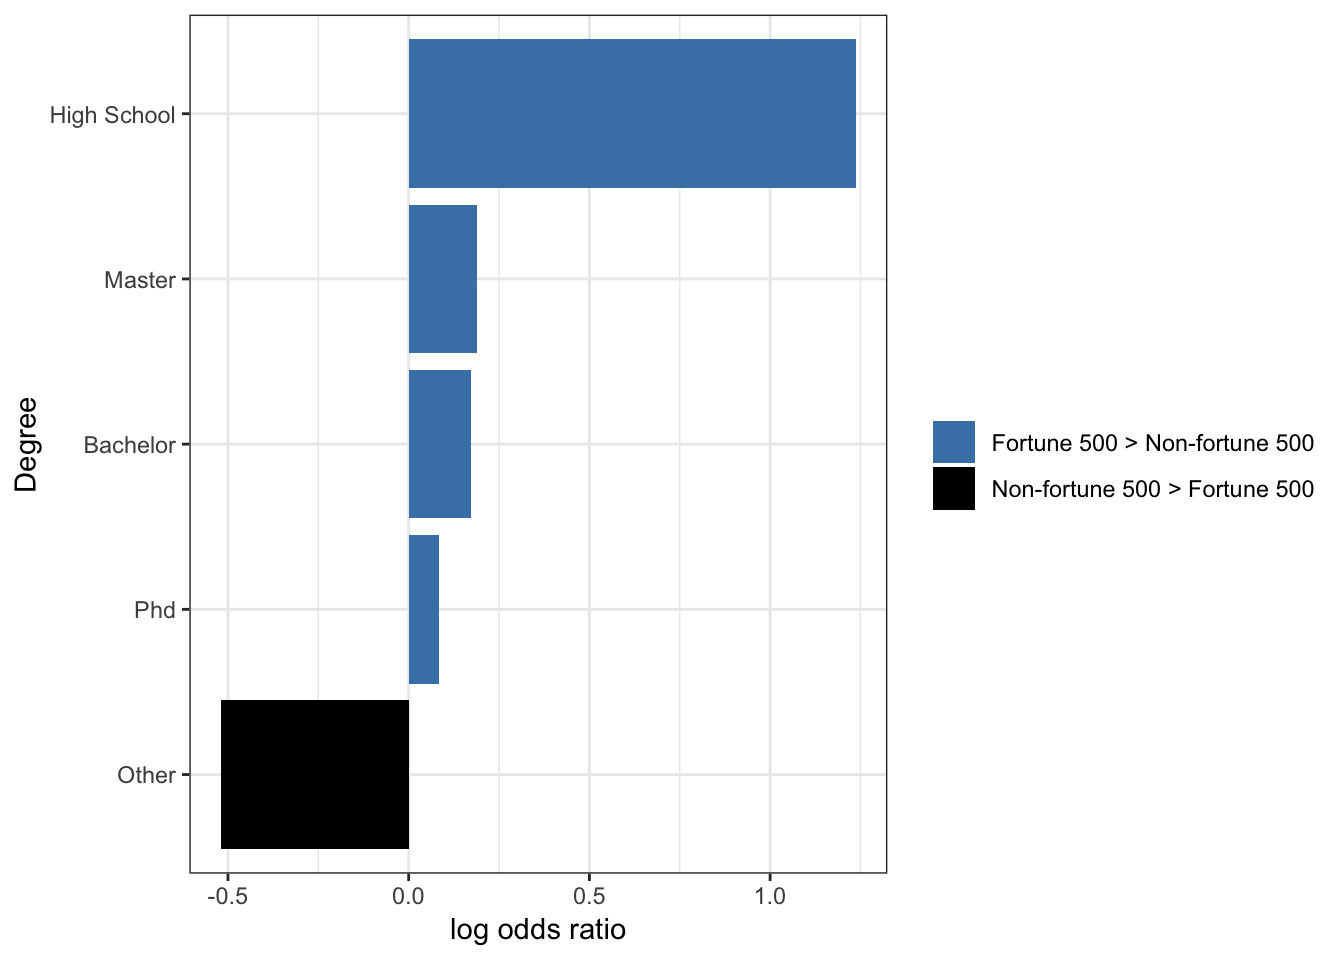 High School
Master
Bachelor
Phd
Other
Degree
-0.5 0.0 0.5 1.0
log odds ratio
Fortune 500 > Non-fortune 500
Non-fortune 500 > Fortune 500